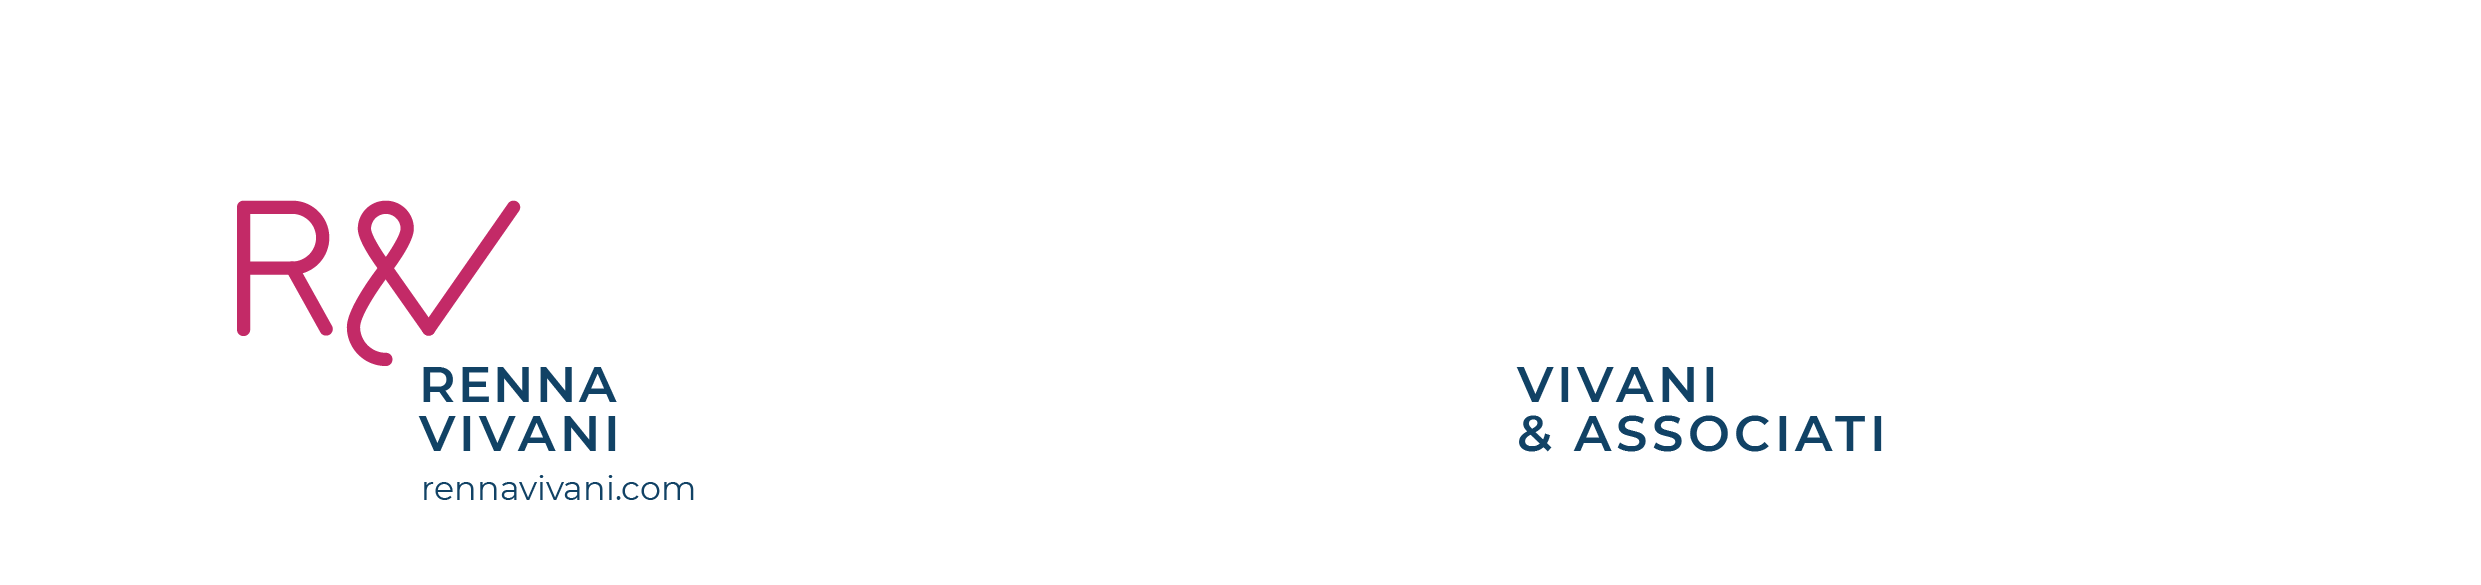 R&V
RENNA
VIVANI
rennavivani.com
VIVANI
& ASSOCIATI